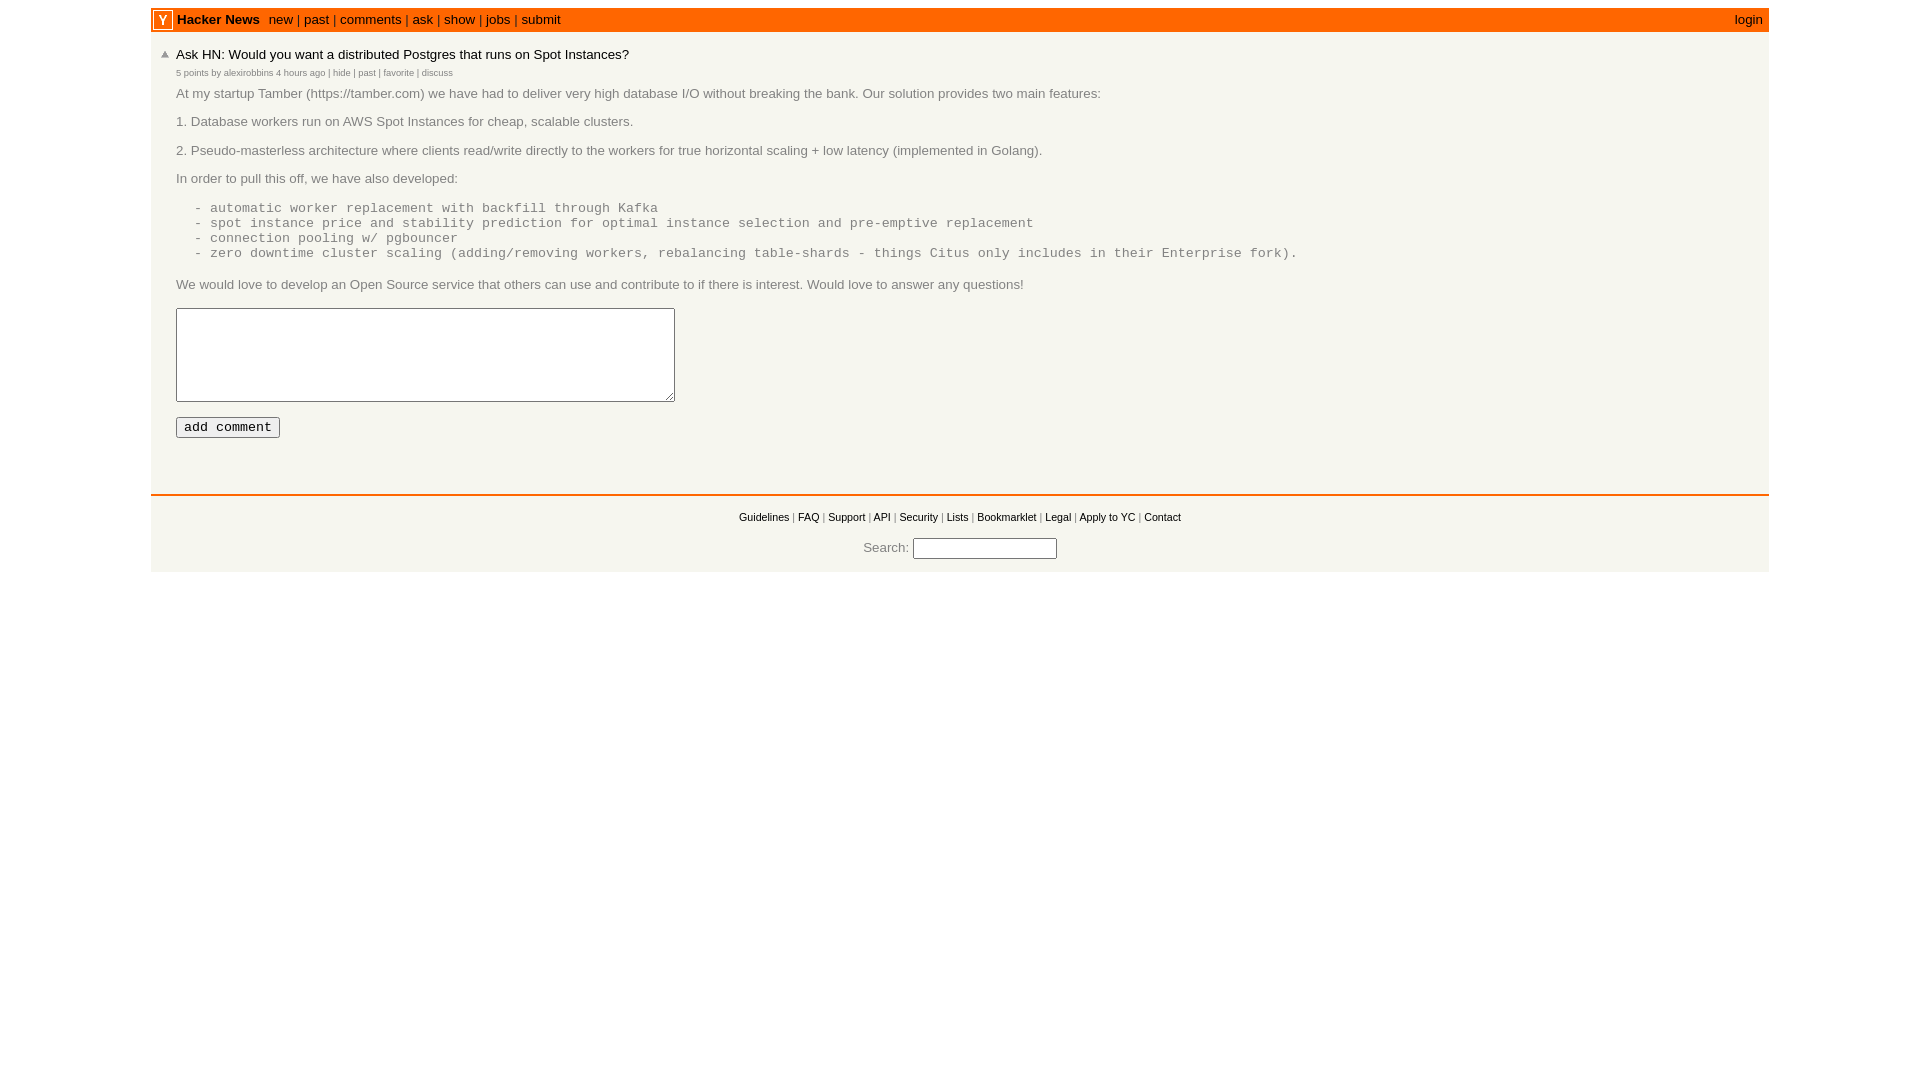 Y Hacker News new | past | comments | ask | show | jobs | submit login
Ask HN: Would you want a distributed Postgres that runs on Spot Instances?
5 points by alexirobbins 4 hours ago | hide | past | favorite | discuss
At my startup Tamber (https://tamber.com) we have had to deliver very high database I/O without breaking the bank. Our solution provides two main features:
1. Database workers run on AWS Spot Instances for cheap, scalable clusters.
2. Pseudo-masterless architecture where clients read/write directly to the workers for true horizontal scaling + low latency (implemented in Golang).
In order to pull this off, we have also developed:
- automatic worker replacement with backfill through Kafka
- spot instance price and stability prediction for optimal instance selection and pre-emptive replacement
- connection pooling w/ pgbouncer
- zero downtime cluster scaling (adding/removing workers, rebalancing table-shards - things Citus only includes in their Enterprise fork).
We would love to develop an Open Source service that others can use and contribute to if there is interest. Would love to answer any questions!
add comment
Guidelines | FAQ | Support | API | Security | Lists | Bookmarklet | Legal | Apply to YC | Contact
Search: